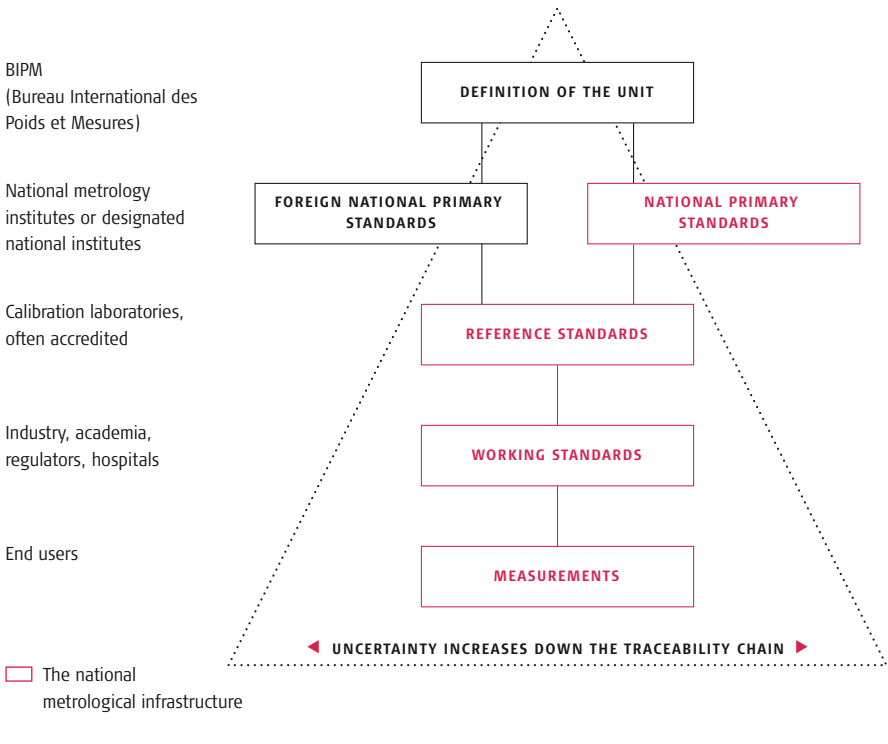 BIPM
(Bureau International des
Poids et Mesures)
DEFINITION OF THE UNIT
National metrology
institutes or designated
national institutes
FOREIGN NATIONAL PRIMARY
STANDARDS
NATIONAL PRIMARY
STANDARDS
Calibration laboratories,
often accredited
REFERENCE STANDARDS
Industry, academia,
regulators, hospitals
WORKING STANDARDS
End users
MEASUREMENTS
UNCERTAINTY INCREASES DOWN THE TRACEABILITY CHAIN
The national
metrological infrastructure